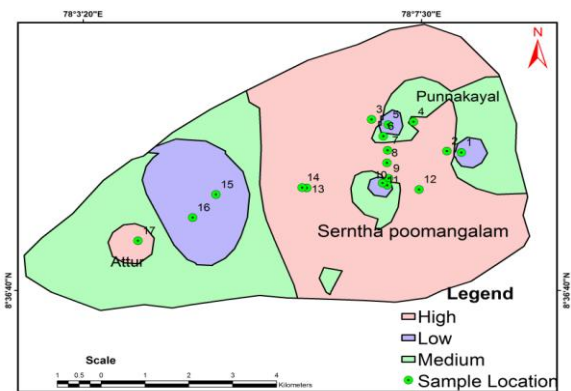 78°3'20"E
78°7'30"E
N
Punnakayal
3
5
4
6
7
2
1
8
9
10
11
12
14
13
15
16
17
Serntha poomangalam
Attur
8°36'40"N
8°36'40"N
Legend
High
Low
Medium
Sample Location
Scale
1 0.5 0 1 2 3 4
Kilometers